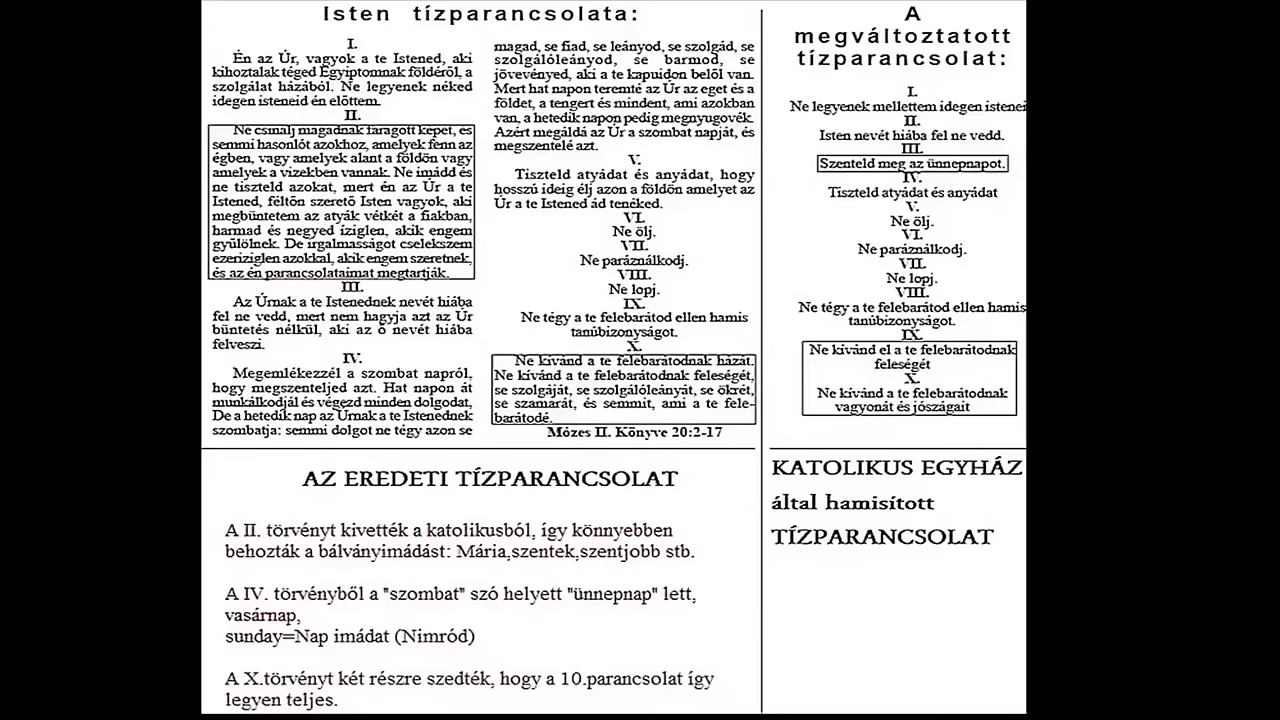 Isten tízparancsolata:
I.
Én az Úr, vagyok a te Istened, aki
kihoztalak téged Egyiptomnak földéről, a
szolgálat házából. Ne legyenek néked
idegen isteneid én előttem.
II.
Ne csinálj magadnak faragott képet, és
semmi hasonlót azokhoz, amelyek fenn az
égben, vagy amelyek alant a földön vagy
amelyek a vizekben vannak. Ne imádd és
ne tiszteld azokat, mert én az Úr a te
Istened, féltőn szerető Isten vagyok, aki
megbüntetem az atyák vétkét a fiakban,
harmad és negyed íziglen, akik engem
gyűlölnek. De irgalmasságot cselekszem
ezeriziglen azokkal, akik engem szeretnek,
és az én parancsolataimat megtartják.
III.
Az Úrnak a te Istenednek nevét hiába
fel ne vedd, mert nem hagyja azt az Úr
büntetés nélkül, aki az ő nevét hiába
felveszi.
IV.
Megemlékezzél a szombat napról,
hogy megszenteljed azt. Hat napon át
munkálkodjál és végezd minden dolgodat,
De a hetedik nap az Úrnak a te Istenednek
szombatja: semmi dolgot ne tégy azon se
magad, se fiad, se leányod, se szolgád, se
szolgálóleányod, se barmod, se
jövevényed, aki a te kapuidon belől van.
Mert hat napon teremté az Úr az eget és a
földet, a tengert és mindent, ami azokban
van, a hetedik napon pedig megnyugovék.
Azért megáldá az Úr a szombat napját, és
megszentelé azt.
V.
Tiszteld atyádat és anyádat, hogy
hosszú ideig élj azon a földön amelyet az
Úr a te Istened ád tenéked.
VI.
Ne ölj.
VII.
Ne paráználkodj.
VIII.
Ne lopj.
IX.
Ne tégy a te felebarátod ellen hamis
tanúbizonyságot.
X.
Ne kívánd a te felebarátodnak házát.
Ne kívánd a te felebarátodnak feleségét,
se szolgáját, se szolgálóleányát, se ökrét,
se szamarát, és semmit, ami a te fele-
barátodé.
Mózes II. Könyve 20:2-17
A
megváltoztatott
tízparancsolat:
I.
Ne legyenek mellettem idegen istenei
II.
Isten nevét hiába fel ne vedd.
III.
Szenteld meg az ünnepnapot.
IV.
Tiszteld atyádat és anyádat
V.
Ne ölj.
VI.
Ne paráználkodj.
VII.
Ne lopj.
VIII.
Ne tégy a te felebarátod ellen hamis
tanúbizonyságot.
IX.
Ne kívánd el a te felebarátodnak
feleségét
X.
Ne kívánd a te felebarátodnak
vagyonát és jószágait
AZ EREDETI TÍZPARANCSOLAT
A II. törvényt kivették a katolikusból, így könnyebben
behozták a bálványimádást: Mária,szentek,szentjobb stb.
A IV. törvényből a "szombat" szó helyett "ünnepnap" lett,
vasárnap,
sunday=Nap imádat (Nimród)
A X.törvényt két részre szedték, hogy a 10.parancsolat így
legyen teljes.
KATOLIKUS EGYHÁZ
által hamisított
TÍZPARANCSOLAT